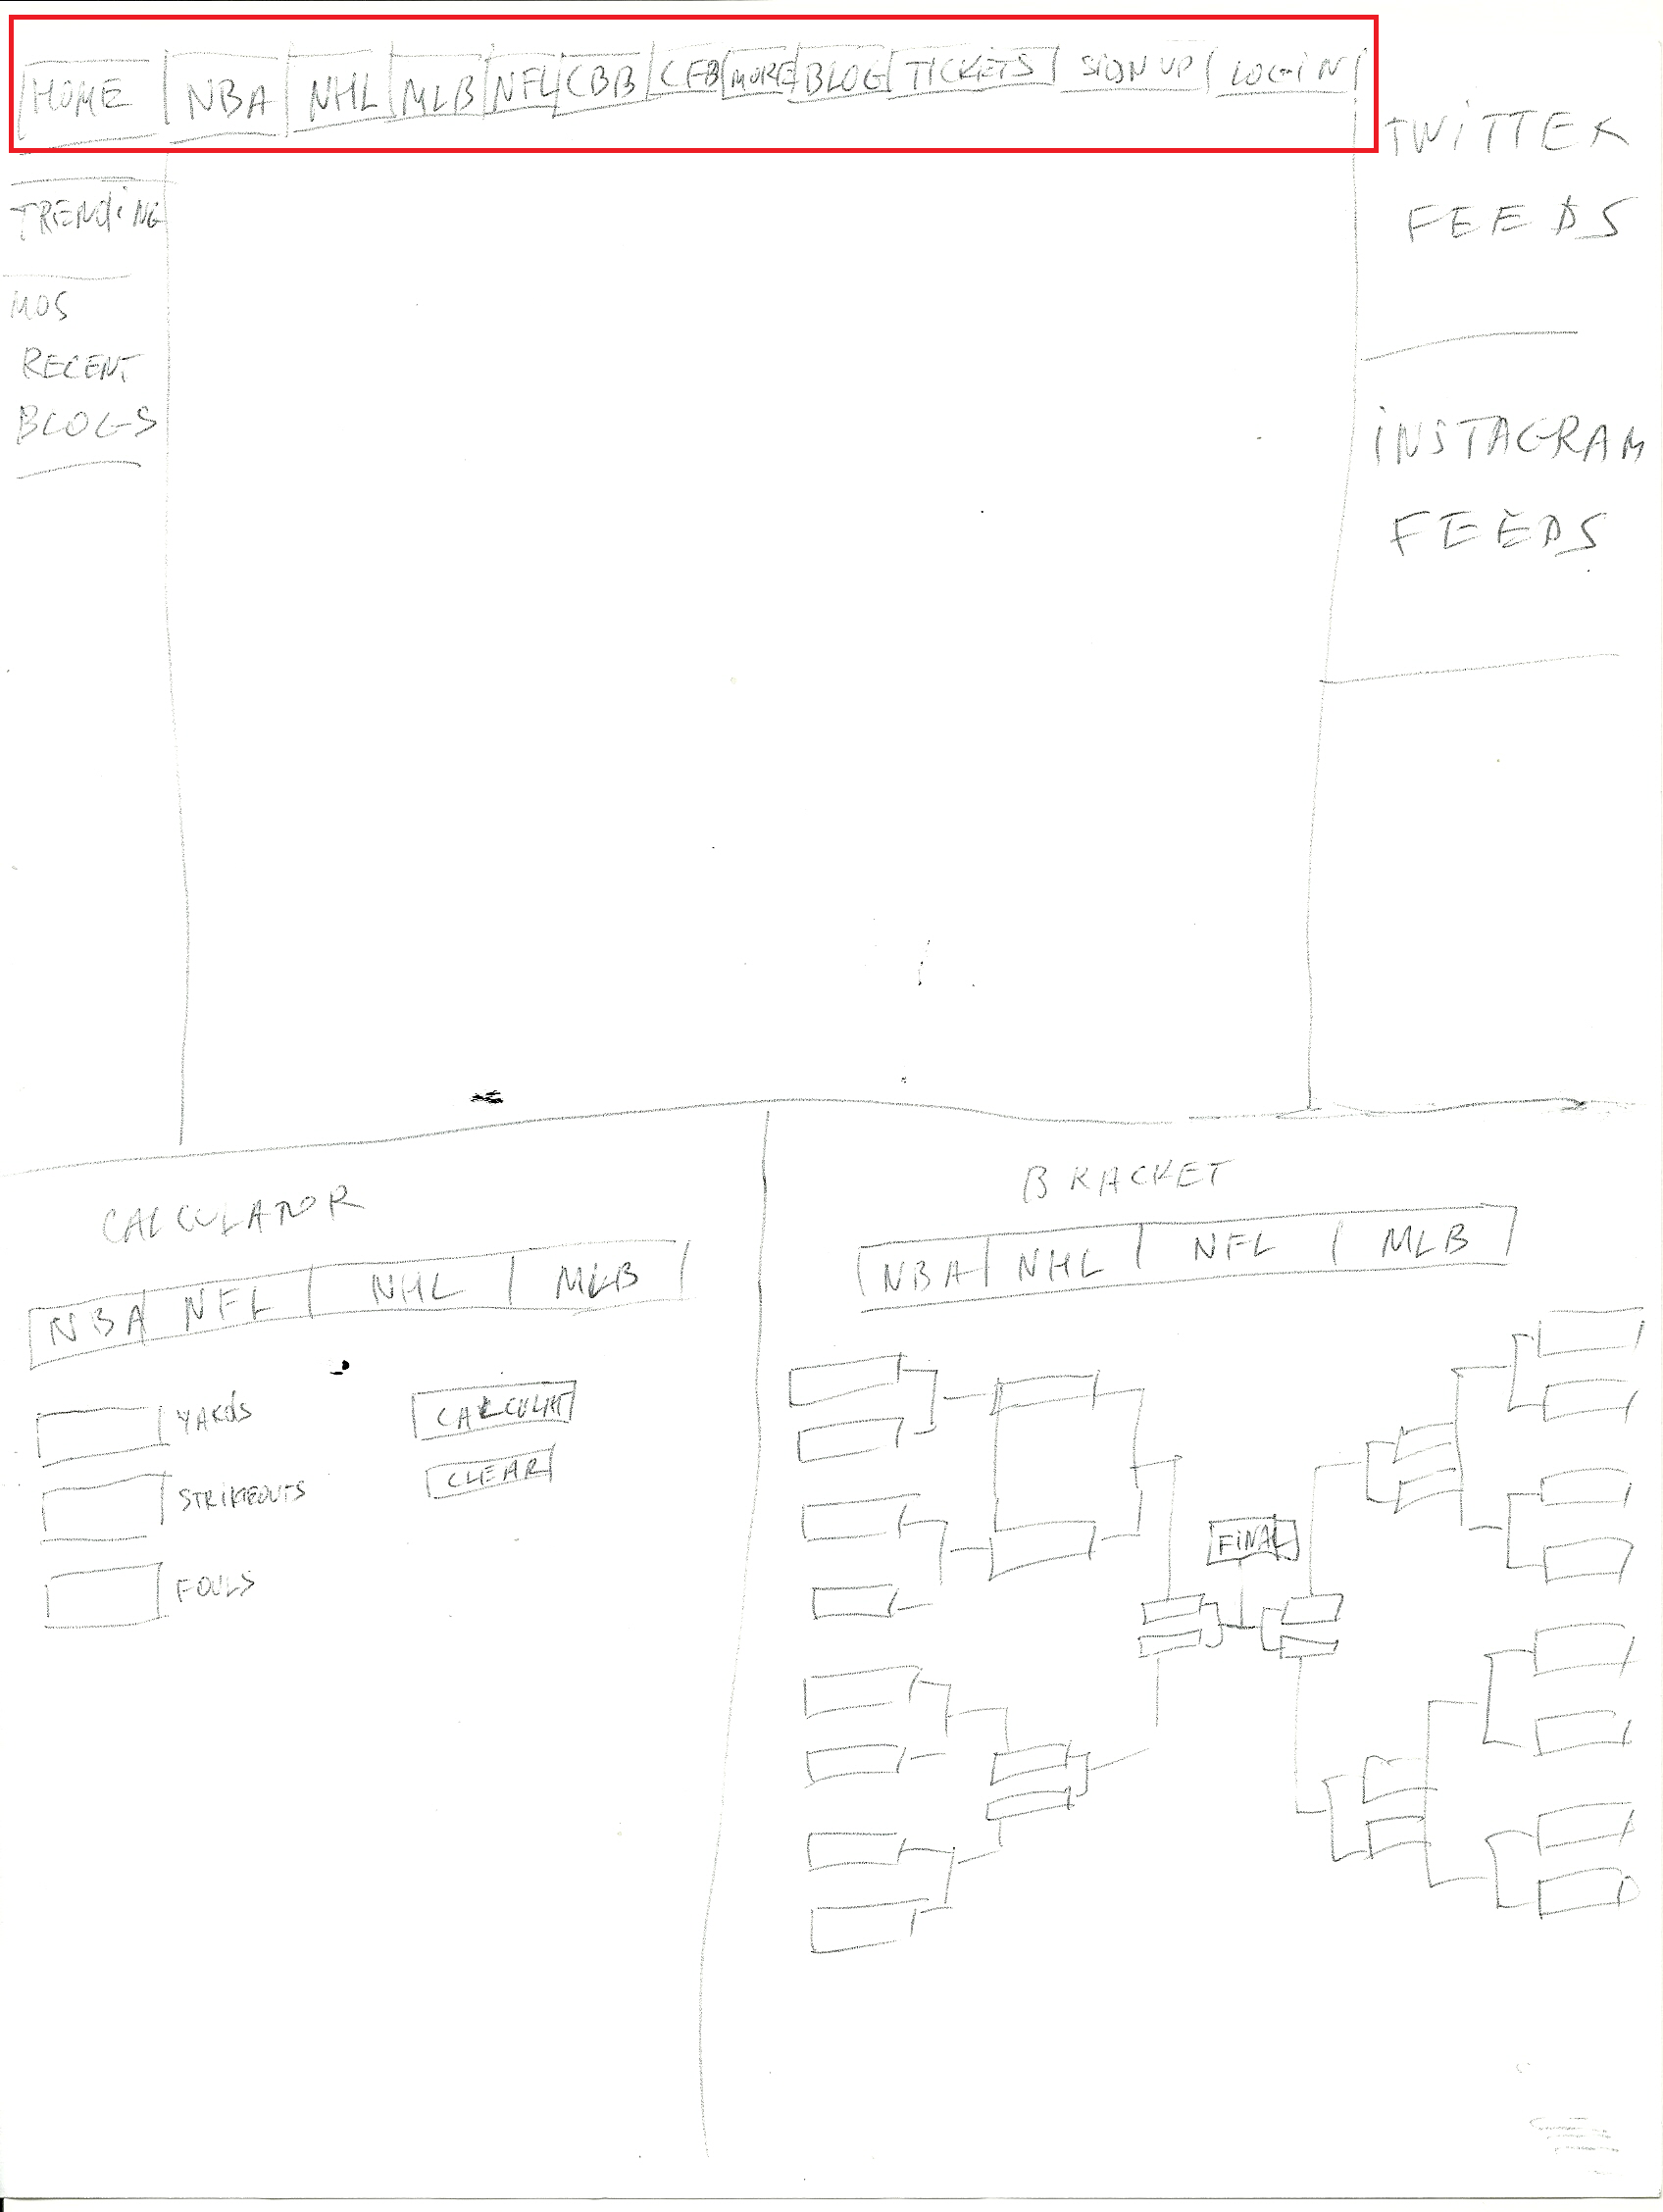 HOME NBA NHL MLB NFL CBB CFB MORE BLOG TICKETS SIGN UP LOGIN
TRENDING
MOS
RECENT
BLOGS
TWITTER
FEEDS
INSTAGRAM
FEEDS
CALCULATOR
NBA NFL NHL MLB
YARDS
STRIKEOUTS
FOULS
CALCULAT
CLEAR
BRACKET
NBA NHL NFL MLB
FINAL